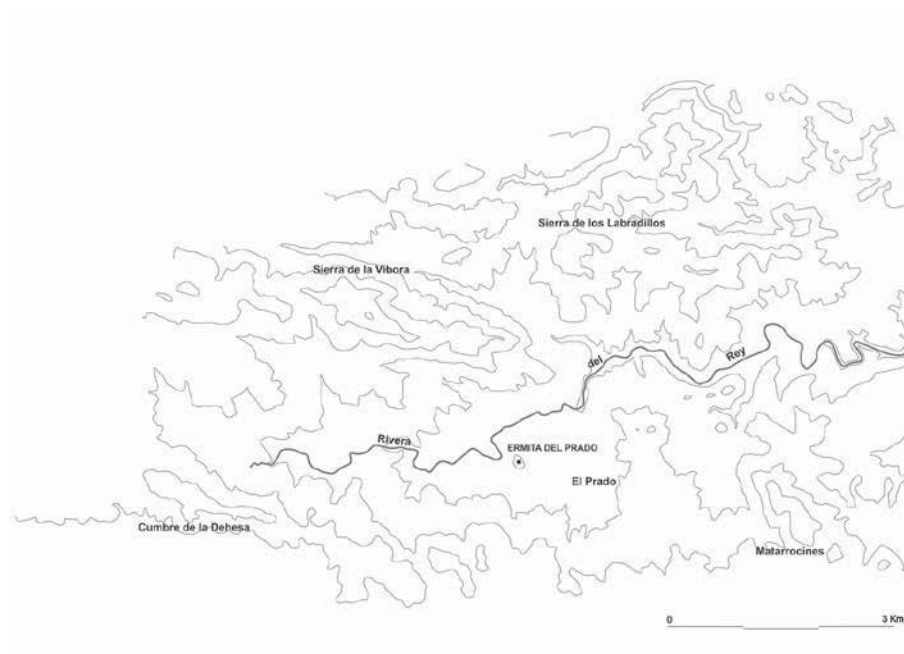 Sierra de los Labradillos
Sierra de la Vibora
Rivera del Rey
ERMITA DEL PRADO
El Prado
Cumbre de la Dehesa
Matarrocines
0 3 Km